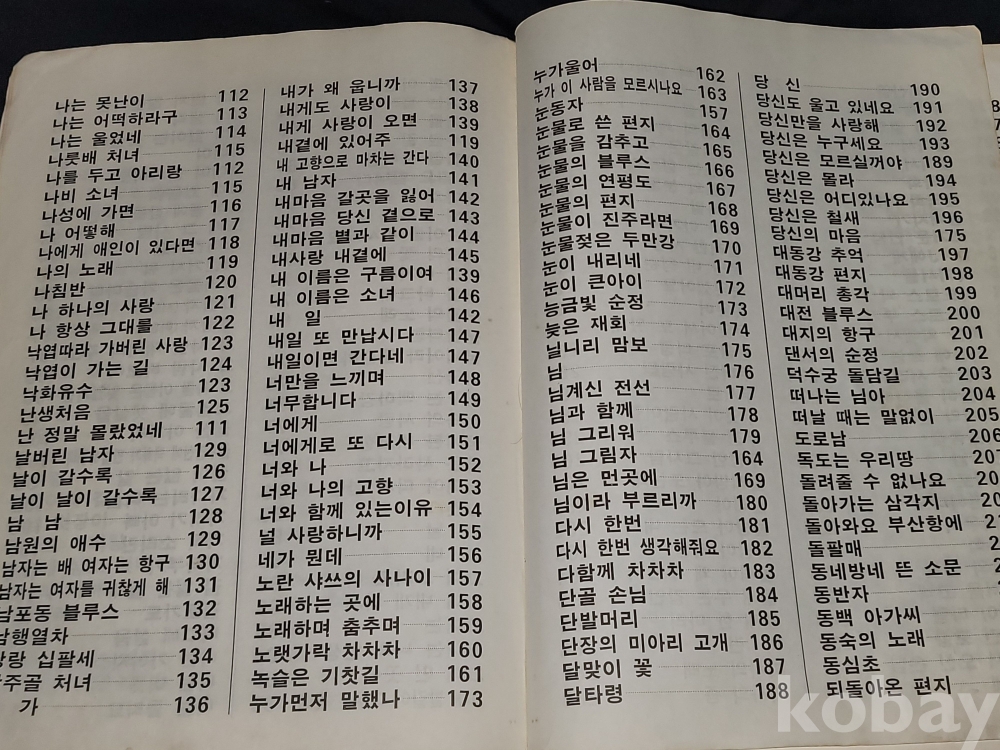 나는 못난이 112
나는 어떡하라구 113
나는 울었네 114
나룻배 처녀 115
나를 두고 아리랑 112
나비 소녀 115
나성에 가면 116
나 어떻해 117
나에게 애인이 있다면 118
나의 노래 119
나침반 120
나 하나의 사랑 121
나 항상 그대를 122
낙엽따라 가버린 사랑 123
낙엽이 가는 길 124
낙화유수 123
난생처음 125
난 정말 몰랐었네 111
날버린 남자 129
날이 갈수록 126
날이 날이 갈수록 127
남 남 128
남원의 애수 129
남자는 배 여자는 항구 130
남자는 여자를 귀찮게 해 131
남포동 블루스 132
남행열차 133
낭랑 십팔세 134
처녀 135
가 136
내가 왜 웁니까 137
내게도 사랑이 138
내게 사랑이 오면 139
내곁에 있어주 119
내 고향으로 마차는 간다 140
내 남자 141
내마음 갈곳을 잃어 142
내마음 당신 곁으로 143
내마음 별과 같이 144
내사랑 내곁에 145
내 이름은 구름이여 139
내 이름은 소녀 146
내 일 142
내일 또 만납시다 147
내일이면 간다네 147
너만을 느끼며 148
너무합니다 149
너에게 150
너에게로 또 다시 151
너와 나 152
너와 나의 고향 153
너와 함께 있는이유 154
널 사랑하니까 155
네가 뭔데 156
노란 샤쓰의 사나이 157
노래하는 곳에 158
노래하며 춤추며 159
노랫가락 차차차 160
녹슬은 기찻길 161
누가먼저 말했나 173
누가울어 162
누가 이 사람을 모르시나요 163
눈동자 157
눈물로 쓴 편지 164
눈물을 감추고 165
눈물의 블루스 166
눈물의 연평도 167
눈물의 편지 168
눈물이 진주라면 169
눈물젖은 두만강 170
눈이 내리네 171
눈이 큰아이 172
능금빛 순정 173
늦은 재회 174
닐니리 맘보 175
님 176
님계신 전선 177
님과 함께 178
님 그리워 179
님 그림자 164
님은 먼곳에 169
님이라 부르리까 180
다시 한번 181
다시 한번 생각해줘요 182
다함께 차차차 183
단골 손님 184
단발머리 185
단장의 미아리 고개 186
달맞이 꽃 187
달타령 188
당 신 190
당신도 울고 있네요 191
당신만을 사랑해 192
당신은 누구세요 193
당신은 모르실꺼야 189
당신은 몰라 194
당신은 어디있나요 195
당신은 철새 196
당신의 마음 175
대동강 추억 197
대동강 편지 198
대머리 총각 199
대전 블루스 200
대지의 항구 201
댄서의 순정 202
덕수궁 돌담길 203
떠나는 님아 204
떠날 때는 말없이 205
도로남 206
독도는 우리땅
돌려줄 수 없나요
돌아가는 삼각지
돌아와요 부산항에
돌팔매
동네방네 뜬 소문
동반자
동백 아가씨
동숙의 노래
동심초
되돌아온 편지
kobay